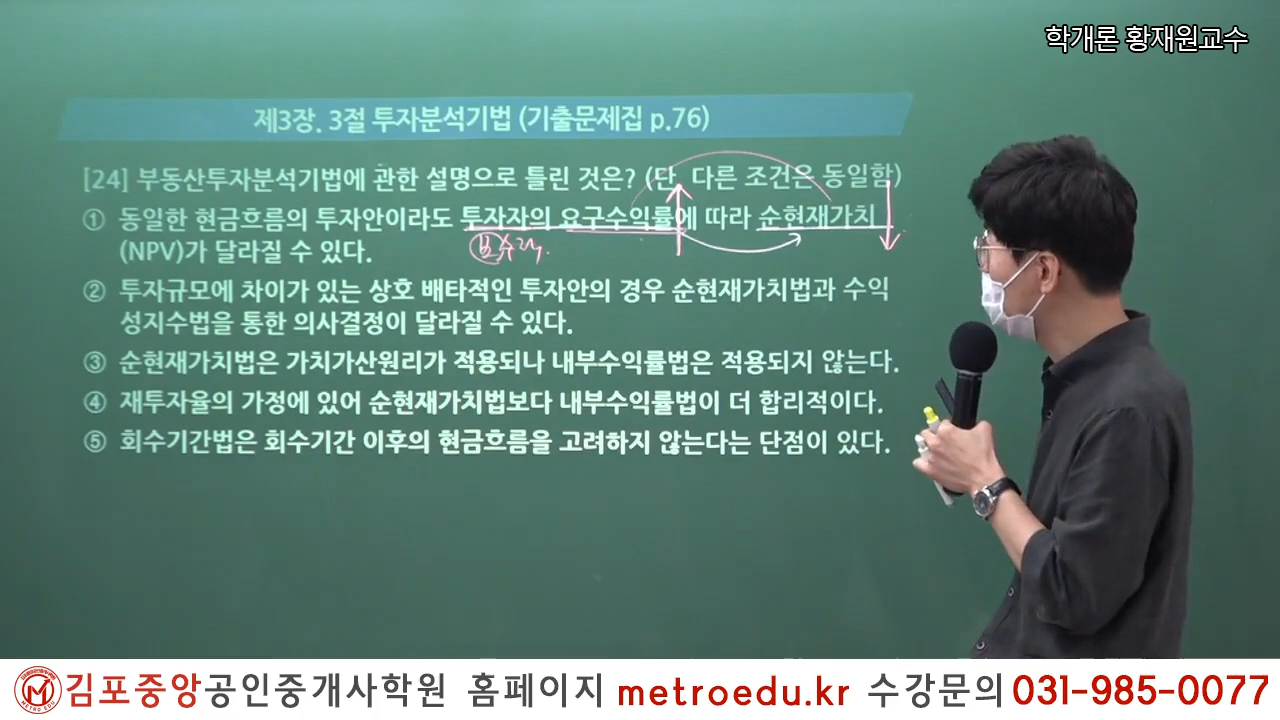 학개론 황재원교수
제3장. 3절 투자분석기법 (기출문제집 p.76)
[24] 부동산투자분석기법에 관한 설명으로 틀린 것은? (단, 다른 조건은 동일함)
① 동일한 현금흐름의 투자안이라도 투자자의 요구수익률에 따라 순현재가치
(NPV)가 달라질 수 있다.
② 투자규모에 차이가 있는 상호 배타적인 투자안의 경우 순현재가치법과 수익
성지수법을 통한 의사결정이 달라질 수 있다.
③ 순현재가치법은 가치가산원리가 적용되나 내부수익률법은 적용되지 않는다.
④ 재투자율의 가정에 있어 순현재가치법보다 내부수익률법이 더 합리적이다.
⑤ 회수기간법은 회수기간 이후의 현금흐름을 고려하지 않는다는 단점이 있다.
김포중앙공인중개사학원 홈페이지 metroedu.kr 수강문의 031-985-0077